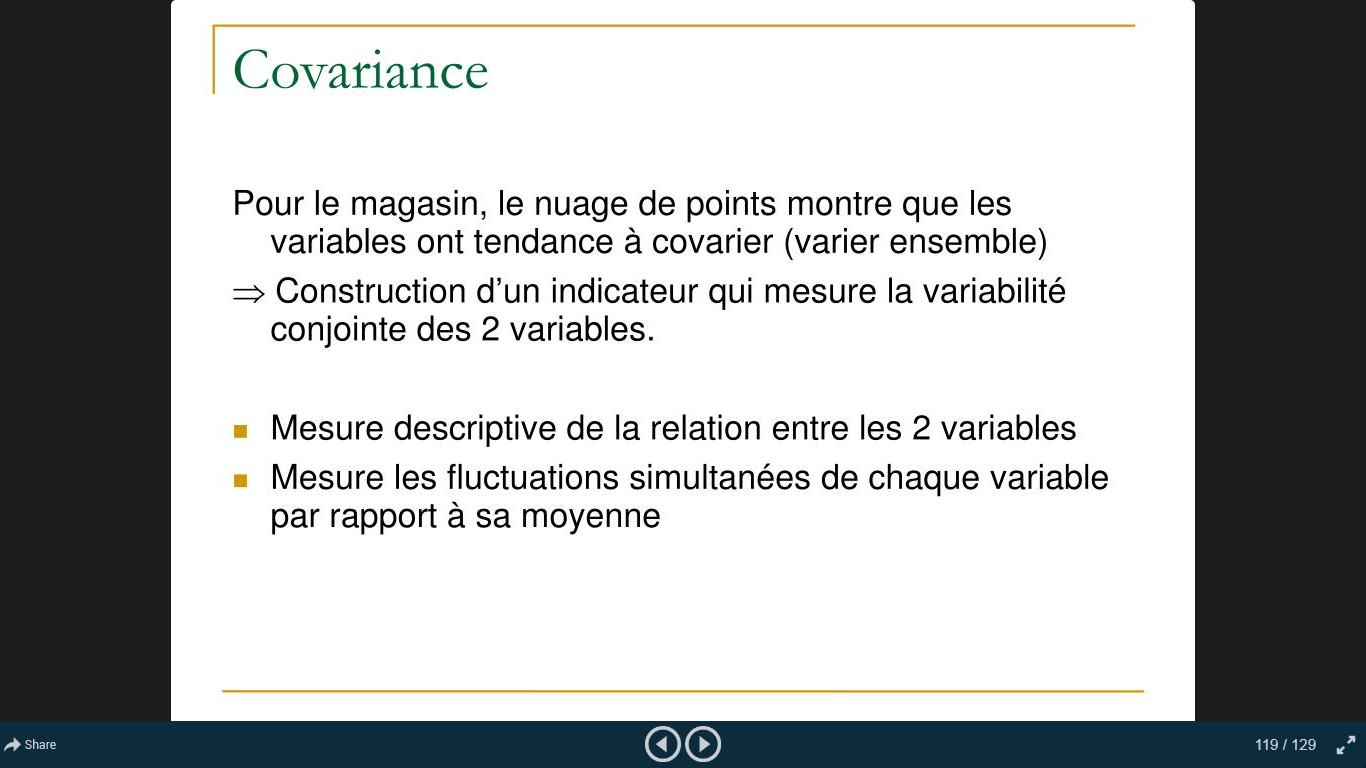 Covariance
Pour le magasin, le nuage de points montre que les
variables ont tendance à covarier (varier ensemble)
⇒ Construction d’un indicateur qui mesure la variabilité
conjointe des 2 variables.
Mesure descriptive de la relation entre les 2 variables
Mesure les fluctuations simultanées de chaque variable
par rapport à sa moyenne
Share
119 / 129